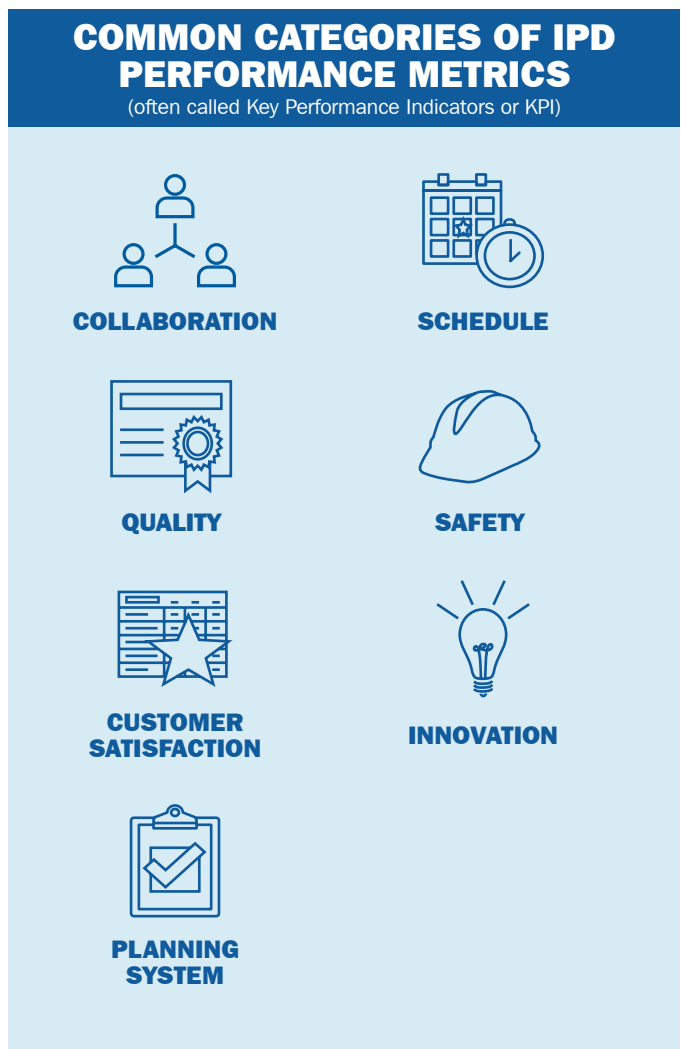 COMMON CATEGORIES OF IPD
PERFORMANCE METRICS
(often called Key Performance Indicators or KPI)
COLLABORATION
SCHEDULE
QUALITY
SAFETY
CUSTOMER
SATISFACTION
INNOVATION
PLANNING
SYSTEM